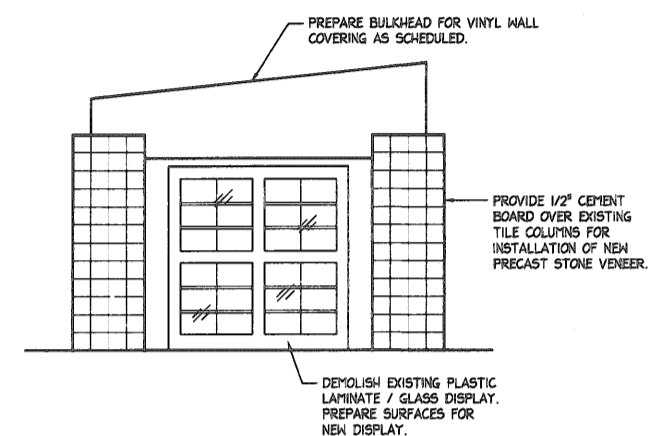 PREPARE BULKHEAD FOR VINYL WALL
COVERING AS SCHEDULED.
PROVIDE 1/2" CEMENT
BOARD OVER EXISTING
TILE COLUMNS FOR
INSTALLATION OF NEW
PRECAST STONE VENEER.
DEMOLISH EXISTING PLASTIC
LAMINATE / GLASS DISPLAY.
PREPARE SURFACES FOR
NEW DISPLAY.